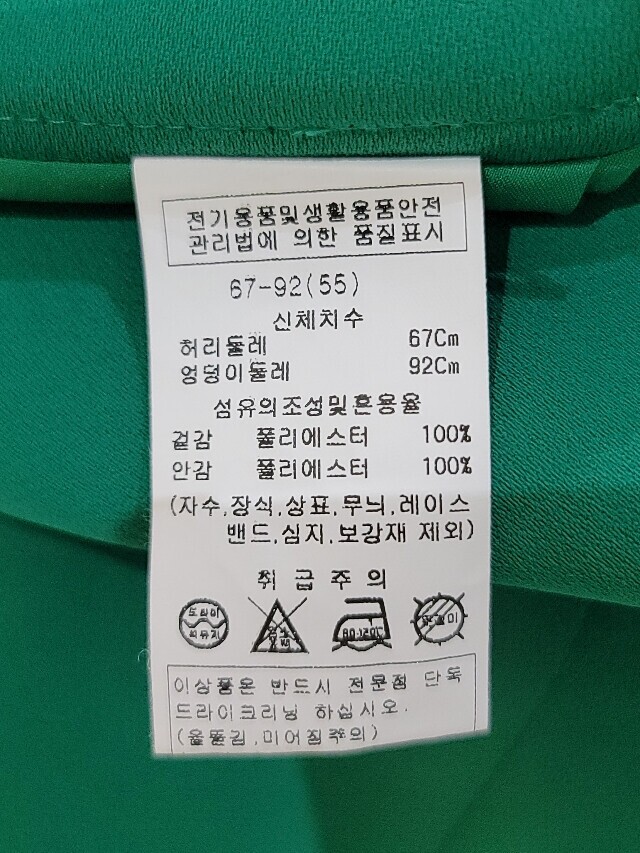 전기용품및생활용품안전
관리법에 의한 품질표시
67-92(55)
신체치수
허리둘레 67Cm
엉덩이둘레 92Cm
섬유의조성및혼용율
겉감 폴리에스터 100%
안감 폴리에스터 100%
(자수,장식,상표,무늬,레이스
밴드,심지,보강재 제외)
취급주의
드라이
석유지
이상품은 반드시 전문점 단독
드라이크리닝 하십시오.
(올뜯김,미어짐주의)